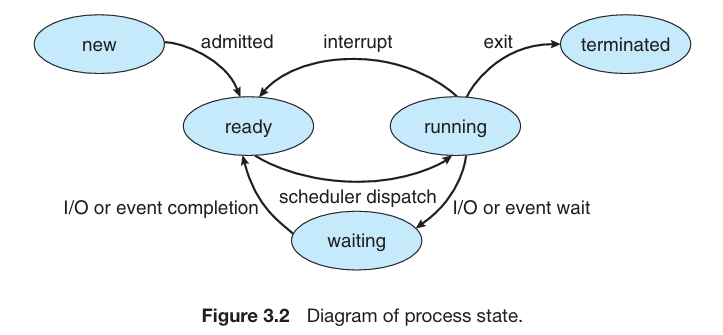 new
admitted
interrupt
exit
terminated
ready
running
scheduler dispatch
I/O or event completion
I/O or event wait
waiting
Figure 3.2 Diagram of process state.